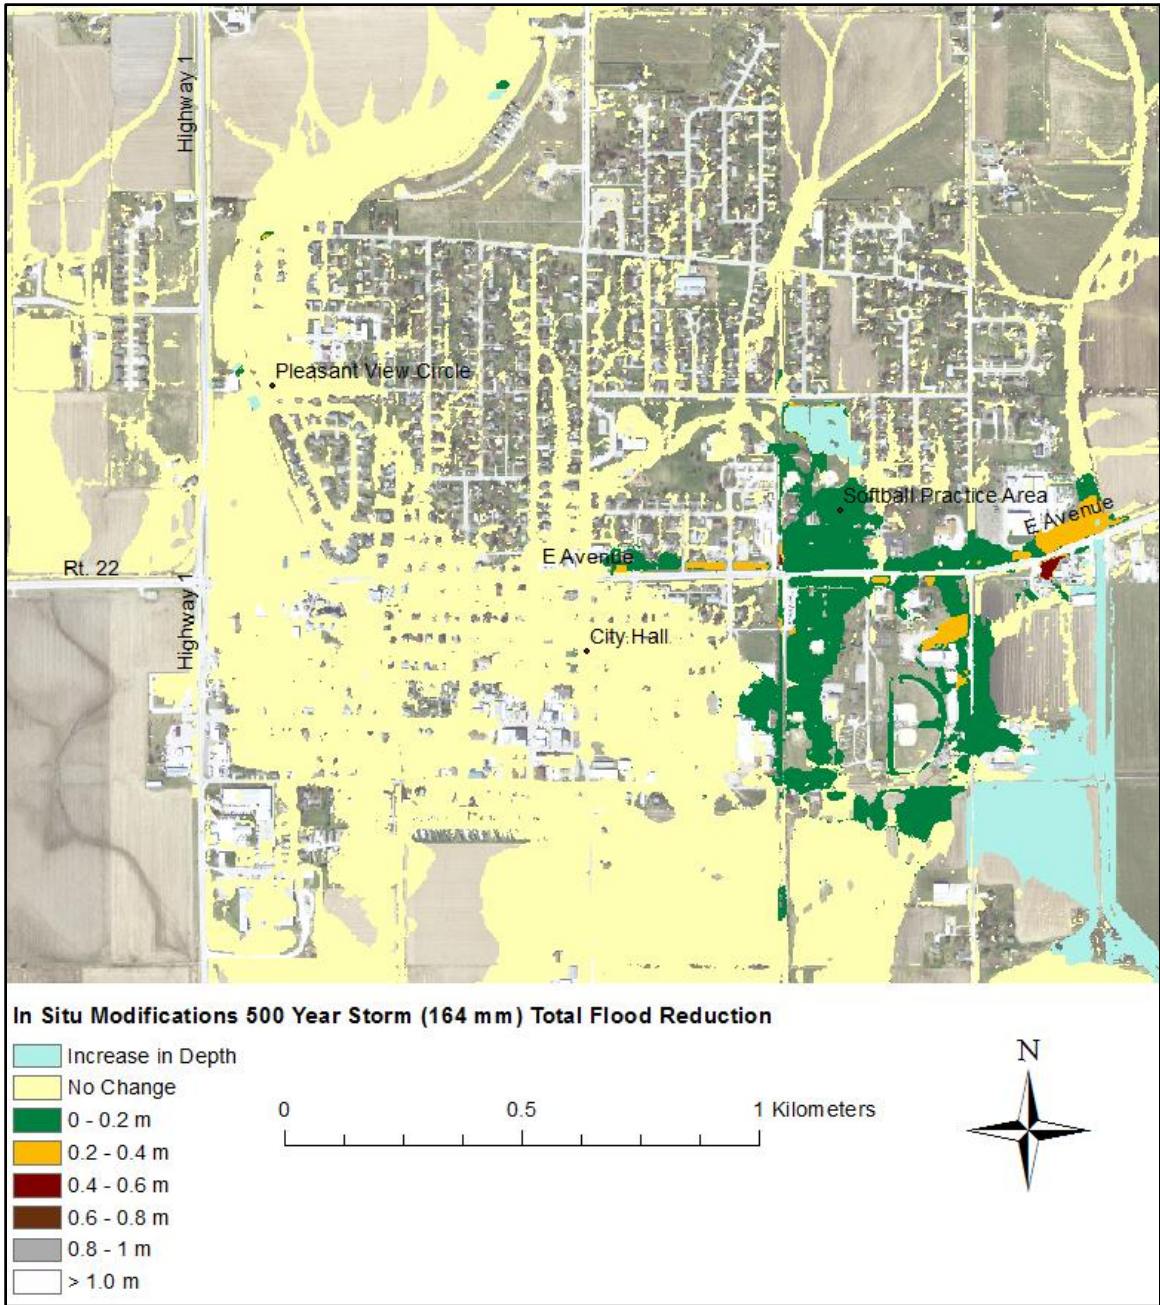 Highway 1
Pleasant View Circle
Softball Practice Area
E Avenue
E Avenue
Rt. 22
Highway 1
City Hall
In Situ Modifications 500 Year Storm (164 mm) Total Flood Reduction
Increase in Depth
No Change
0 - 0.2 m
0.2 - 0.4 m
0.4 - 0.6 m
0.6 - 0.8 m
0.8 - 1 m
> 1.0 m
0 0.5 1 Kilometers
N